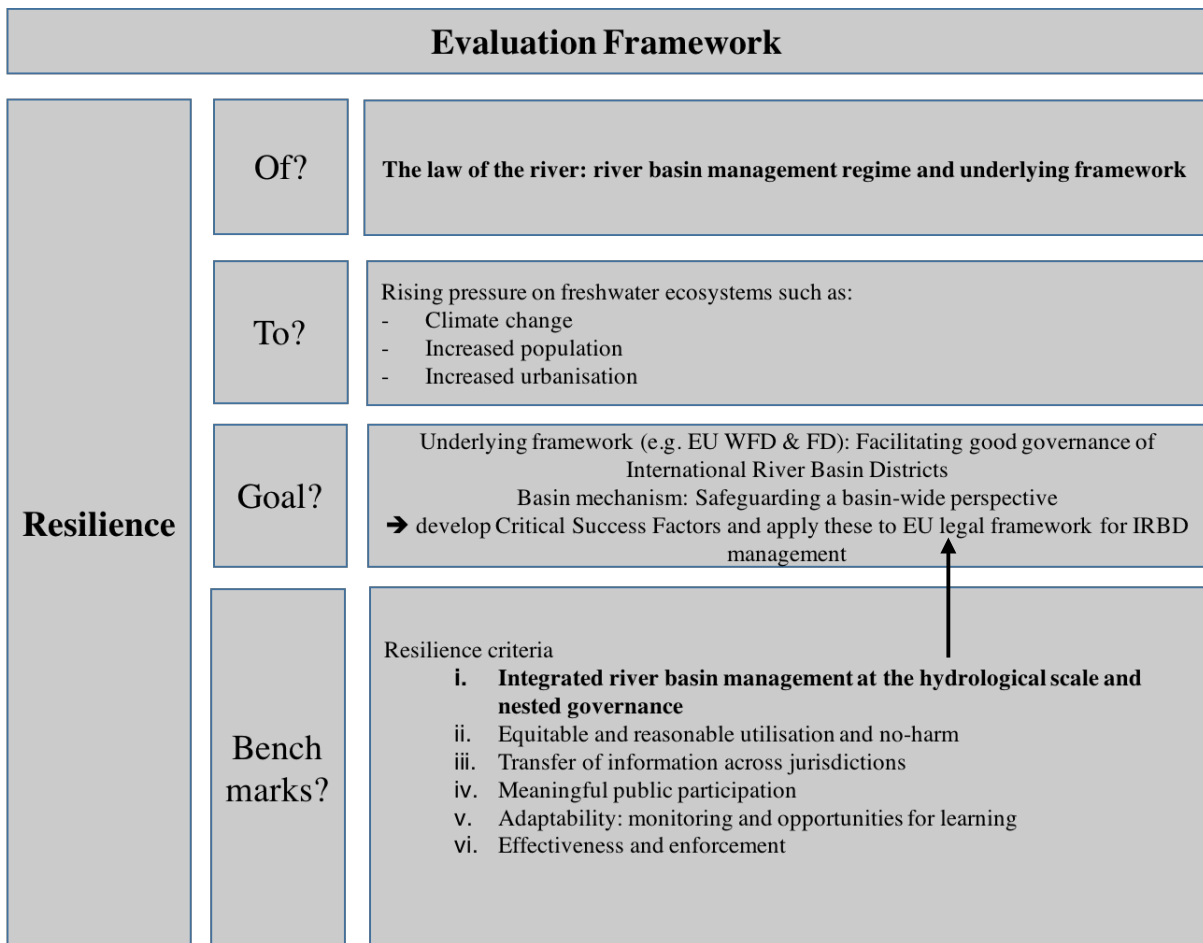 Evaluation Framework
Resilience
Of?
The law of the river: river basin management regime and underlying framework
To?
Rising pressure on freshwater ecosystems such as:
- Climate change
- Increased population
- Increased urbanisation
Goal?
Underlying framework (e.g. EU WFD & FD): Facilitating good governance of
International River Basin Districts
Basin mechanism: Safeguarding a basin-wide perspective
➔ develop Critical Success Factors and apply these to EU legal framework for IRBD
management
Bench
marks?
Resilience criteria
i. Integrated river basin management at the hydrological scale and
nested governance
ii. Equitable and reasonable utilisation and no-harm
iii. Transfer of information across jurisdictions
iv. Meaningful public participation
v. Adaptability: monitoring and opportunities for learning
vi. Effectiveness and enforcement